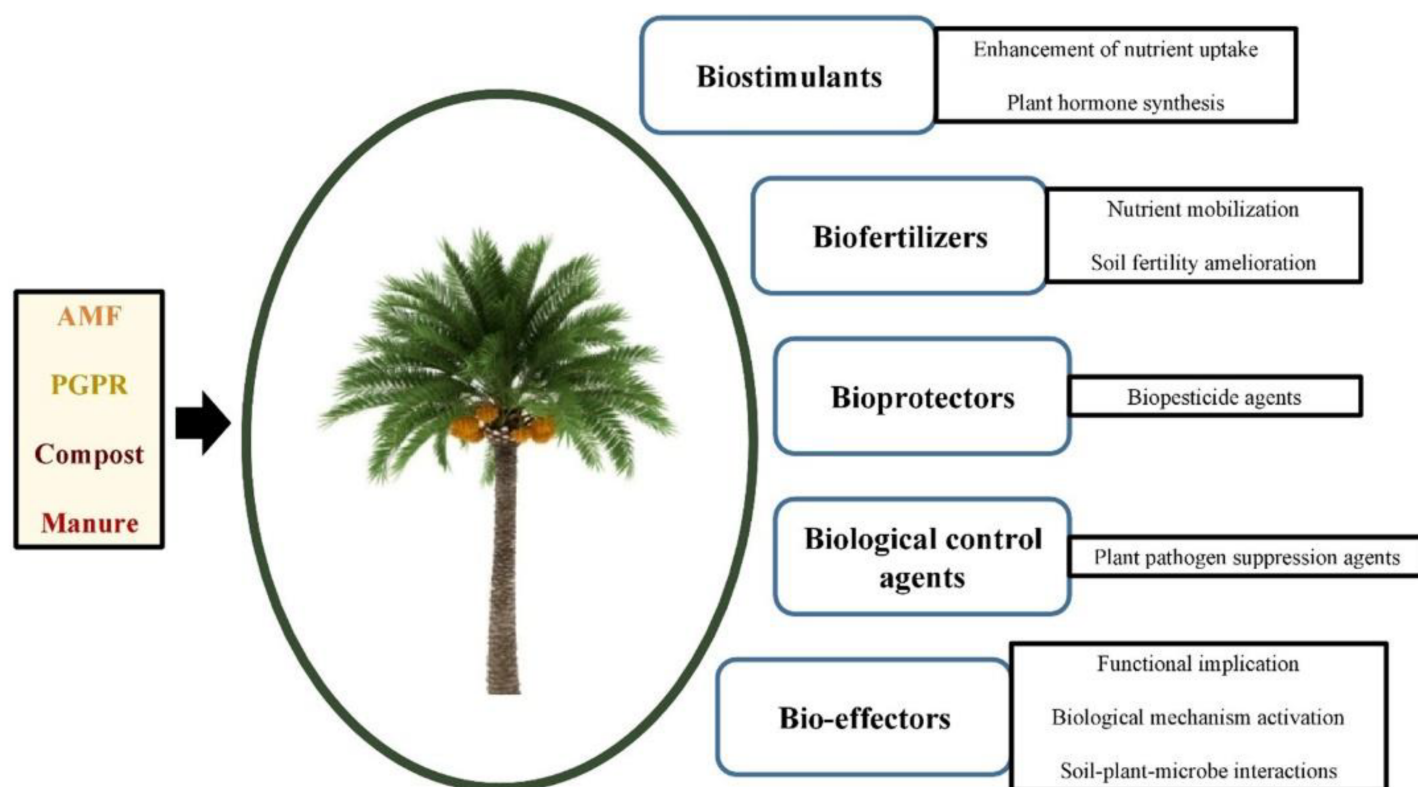 AMF
PGPR
Compost
Manure
Biostimulants
Enhancement of nutrient uptake
Plant hormone synthesis
Biofertilizers
Nutrient mobilization
Soil fertility amelioration
Bioprotectors
Biopesticide agents
Biological control
agents
Plant pathogen suppression agents
Bio-effectors
Functional implication
Biological mechanism activation
Soil-plant-microbe interactions